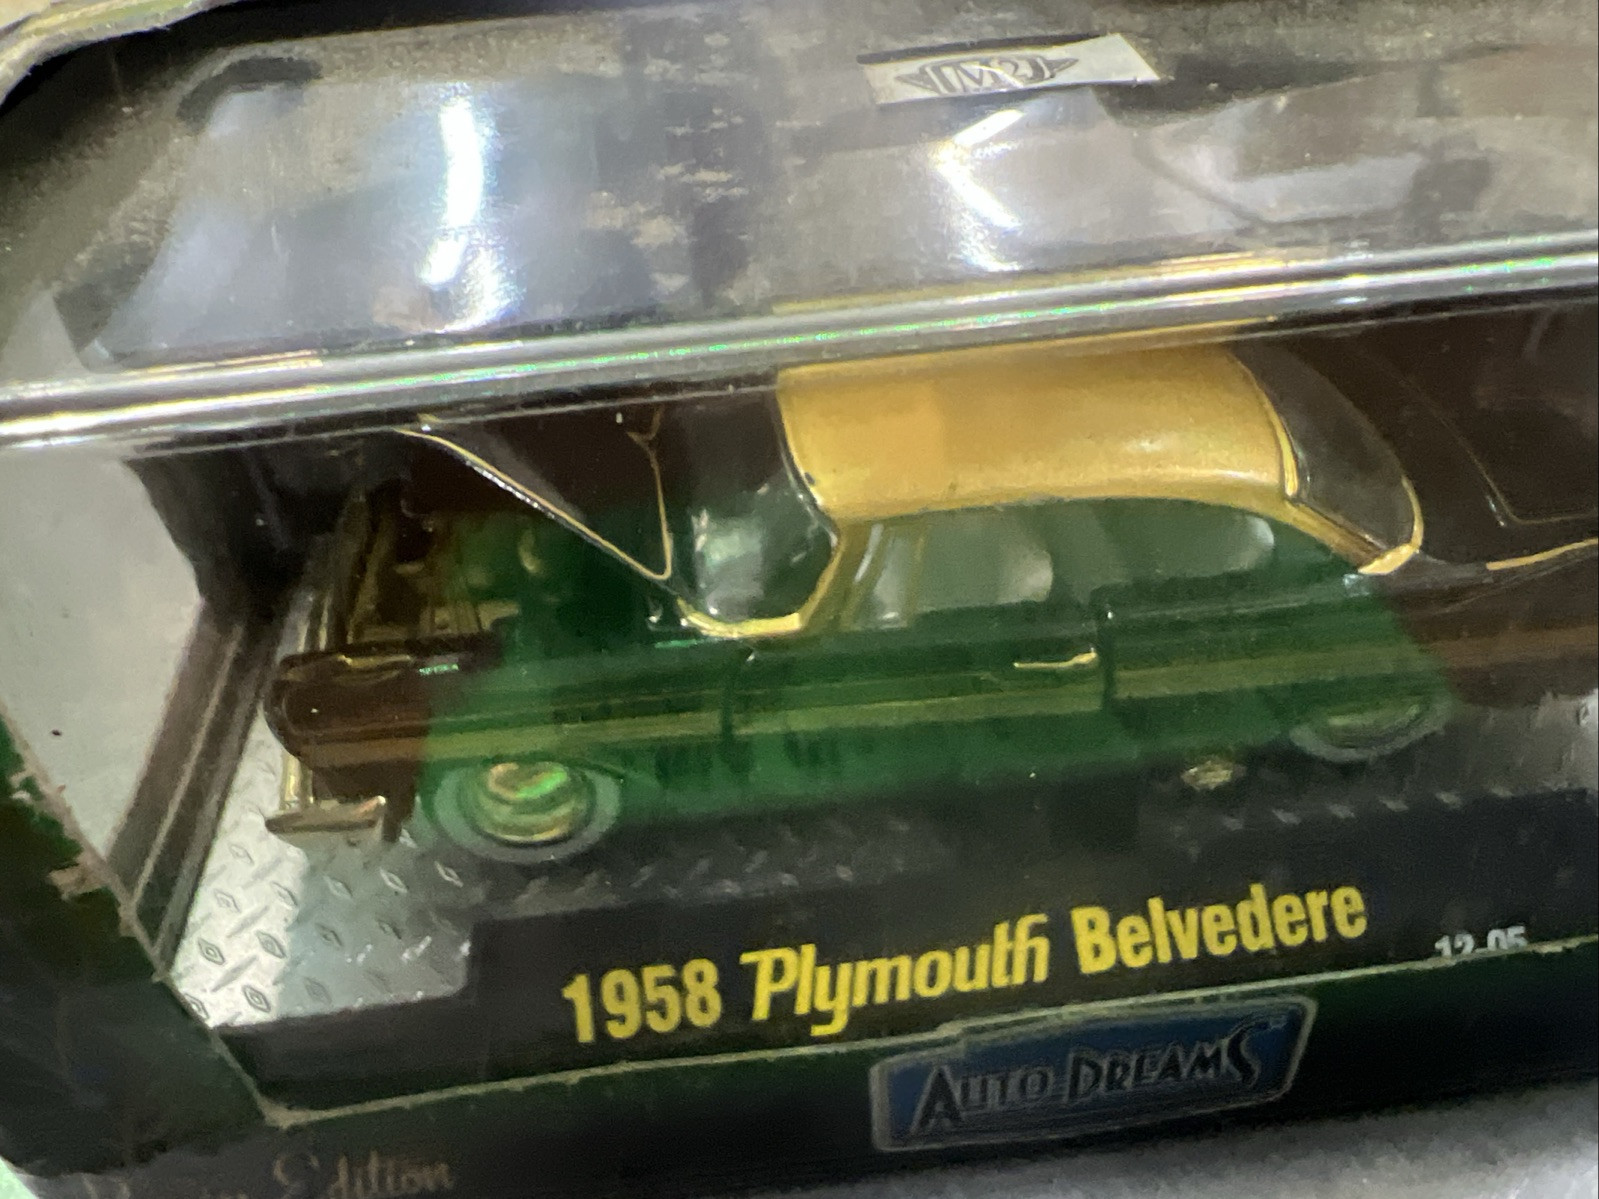 M2
1958 Plymouth Belvedere
12-05
AUTO-DREAMS
Edition